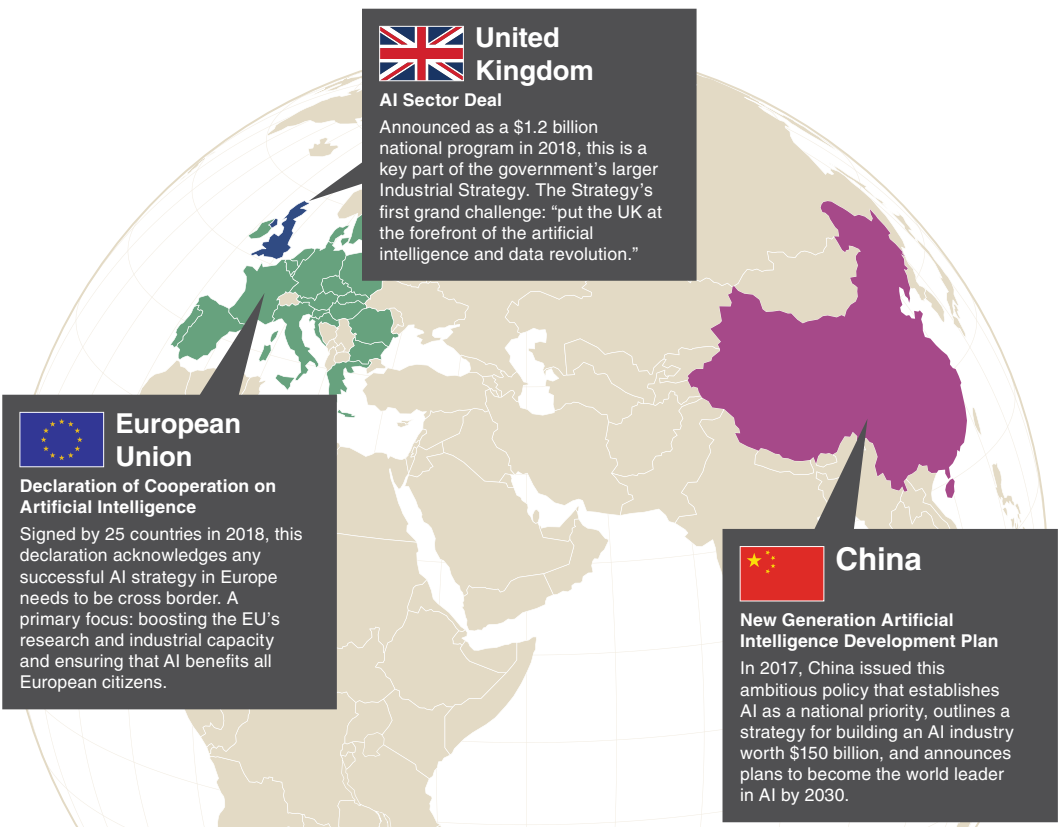 United
Kingdom
AI Sector Deal
Announced as a $1.2 billion
national program in 2018, this is a
key part of the government’s larger
Industrial Strategy. The Strategy’s
first grand challenge: “put the UK at
the forefront of the artificial
intelligence and data revolution.”
European
Union
Declaration of Cooperation on
Artificial Intelligence
Signed by 25 countries in 2018, this
declaration acknowledges any
successful AI strategy in Europe
needs to be cross border. A
primary focus: boosting the EU’s
research and industrial capacity
and ensuring that AI benefits all
European citizens.
China
New Generation Artificial
Intelligence Development Plan
In 2017, China issued this
ambitious policy that establishes
AI as a national priority, outlines a
strategy for building an AI industry
worth $150 billion, and announces
plans to become the world leader
in AI by 2030.